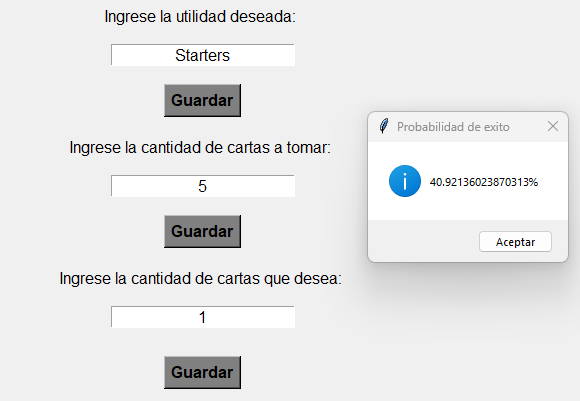 Ingrese la utilidad deseada:
Starters
Guardar
Ingrese la cantidad de cartas a tomar:
5
Guardar
Ingrese la cantidad de cartas que desea:
1
Guardar
Probabilidad de exito
40.92136023870313%
Aceptar